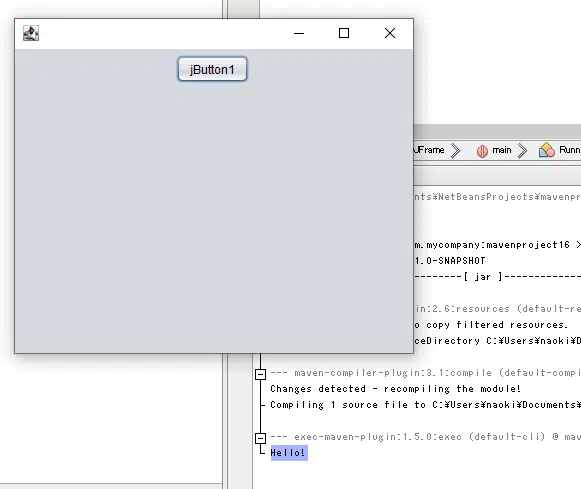 jButton1
JFrame
main
Runn
nts¥NetBeansProjects¥mavenpr
m.mycompany:mavenproject16 >
1.0-SNAPSHOT
--------[ jar ]-----------
in:2.6:resources (default-re
o copy filtered resources.
ceDirectory C:¥Users¥naoki¥D
--- maven-compiler-plugin:3.1:compile (default-compi
Changes detected - recompiling the module!
Compiling 1 source file to C:¥Users¥naoki¥Documents¥
--- exec-maven-plugin:1.5.0:exec (default-cli) @ mav
Hello!